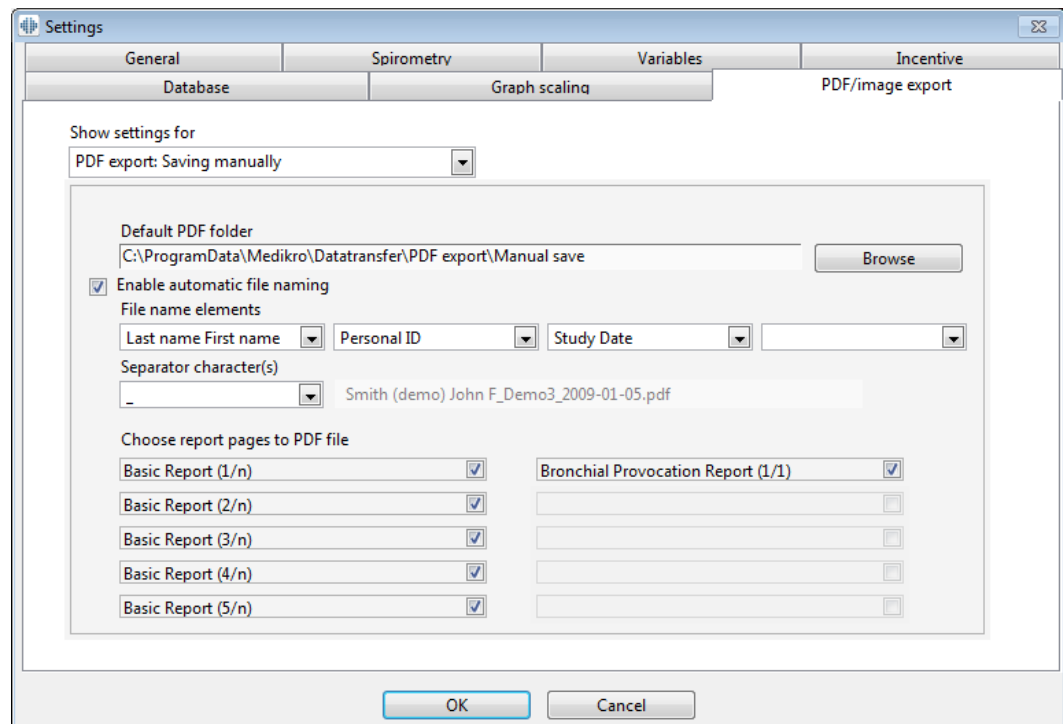 Settings
General Spirometry Variables Incentive
Database Graph scaling PDF/image export
Show settings for
PDF export: Saving manually
Default PDF folder
C:\ProgramData\Medikro\Datatransfer\PDF export\Manual save Browse
Enable automatic file naming
File name elements
Last name First name Personal ID Study Date
Separator character(s)
_ Smith (demo) John F_Demo3_2009-01-05.pdf
Choose report pages to PDF file
Basic Report (1/n) Bronchial Provocation Report (1/1)
Basic Report (2/n)
Basic Report (3/n)
Basic Report (4/n)
Basic Report (5/n)
OK Cancel